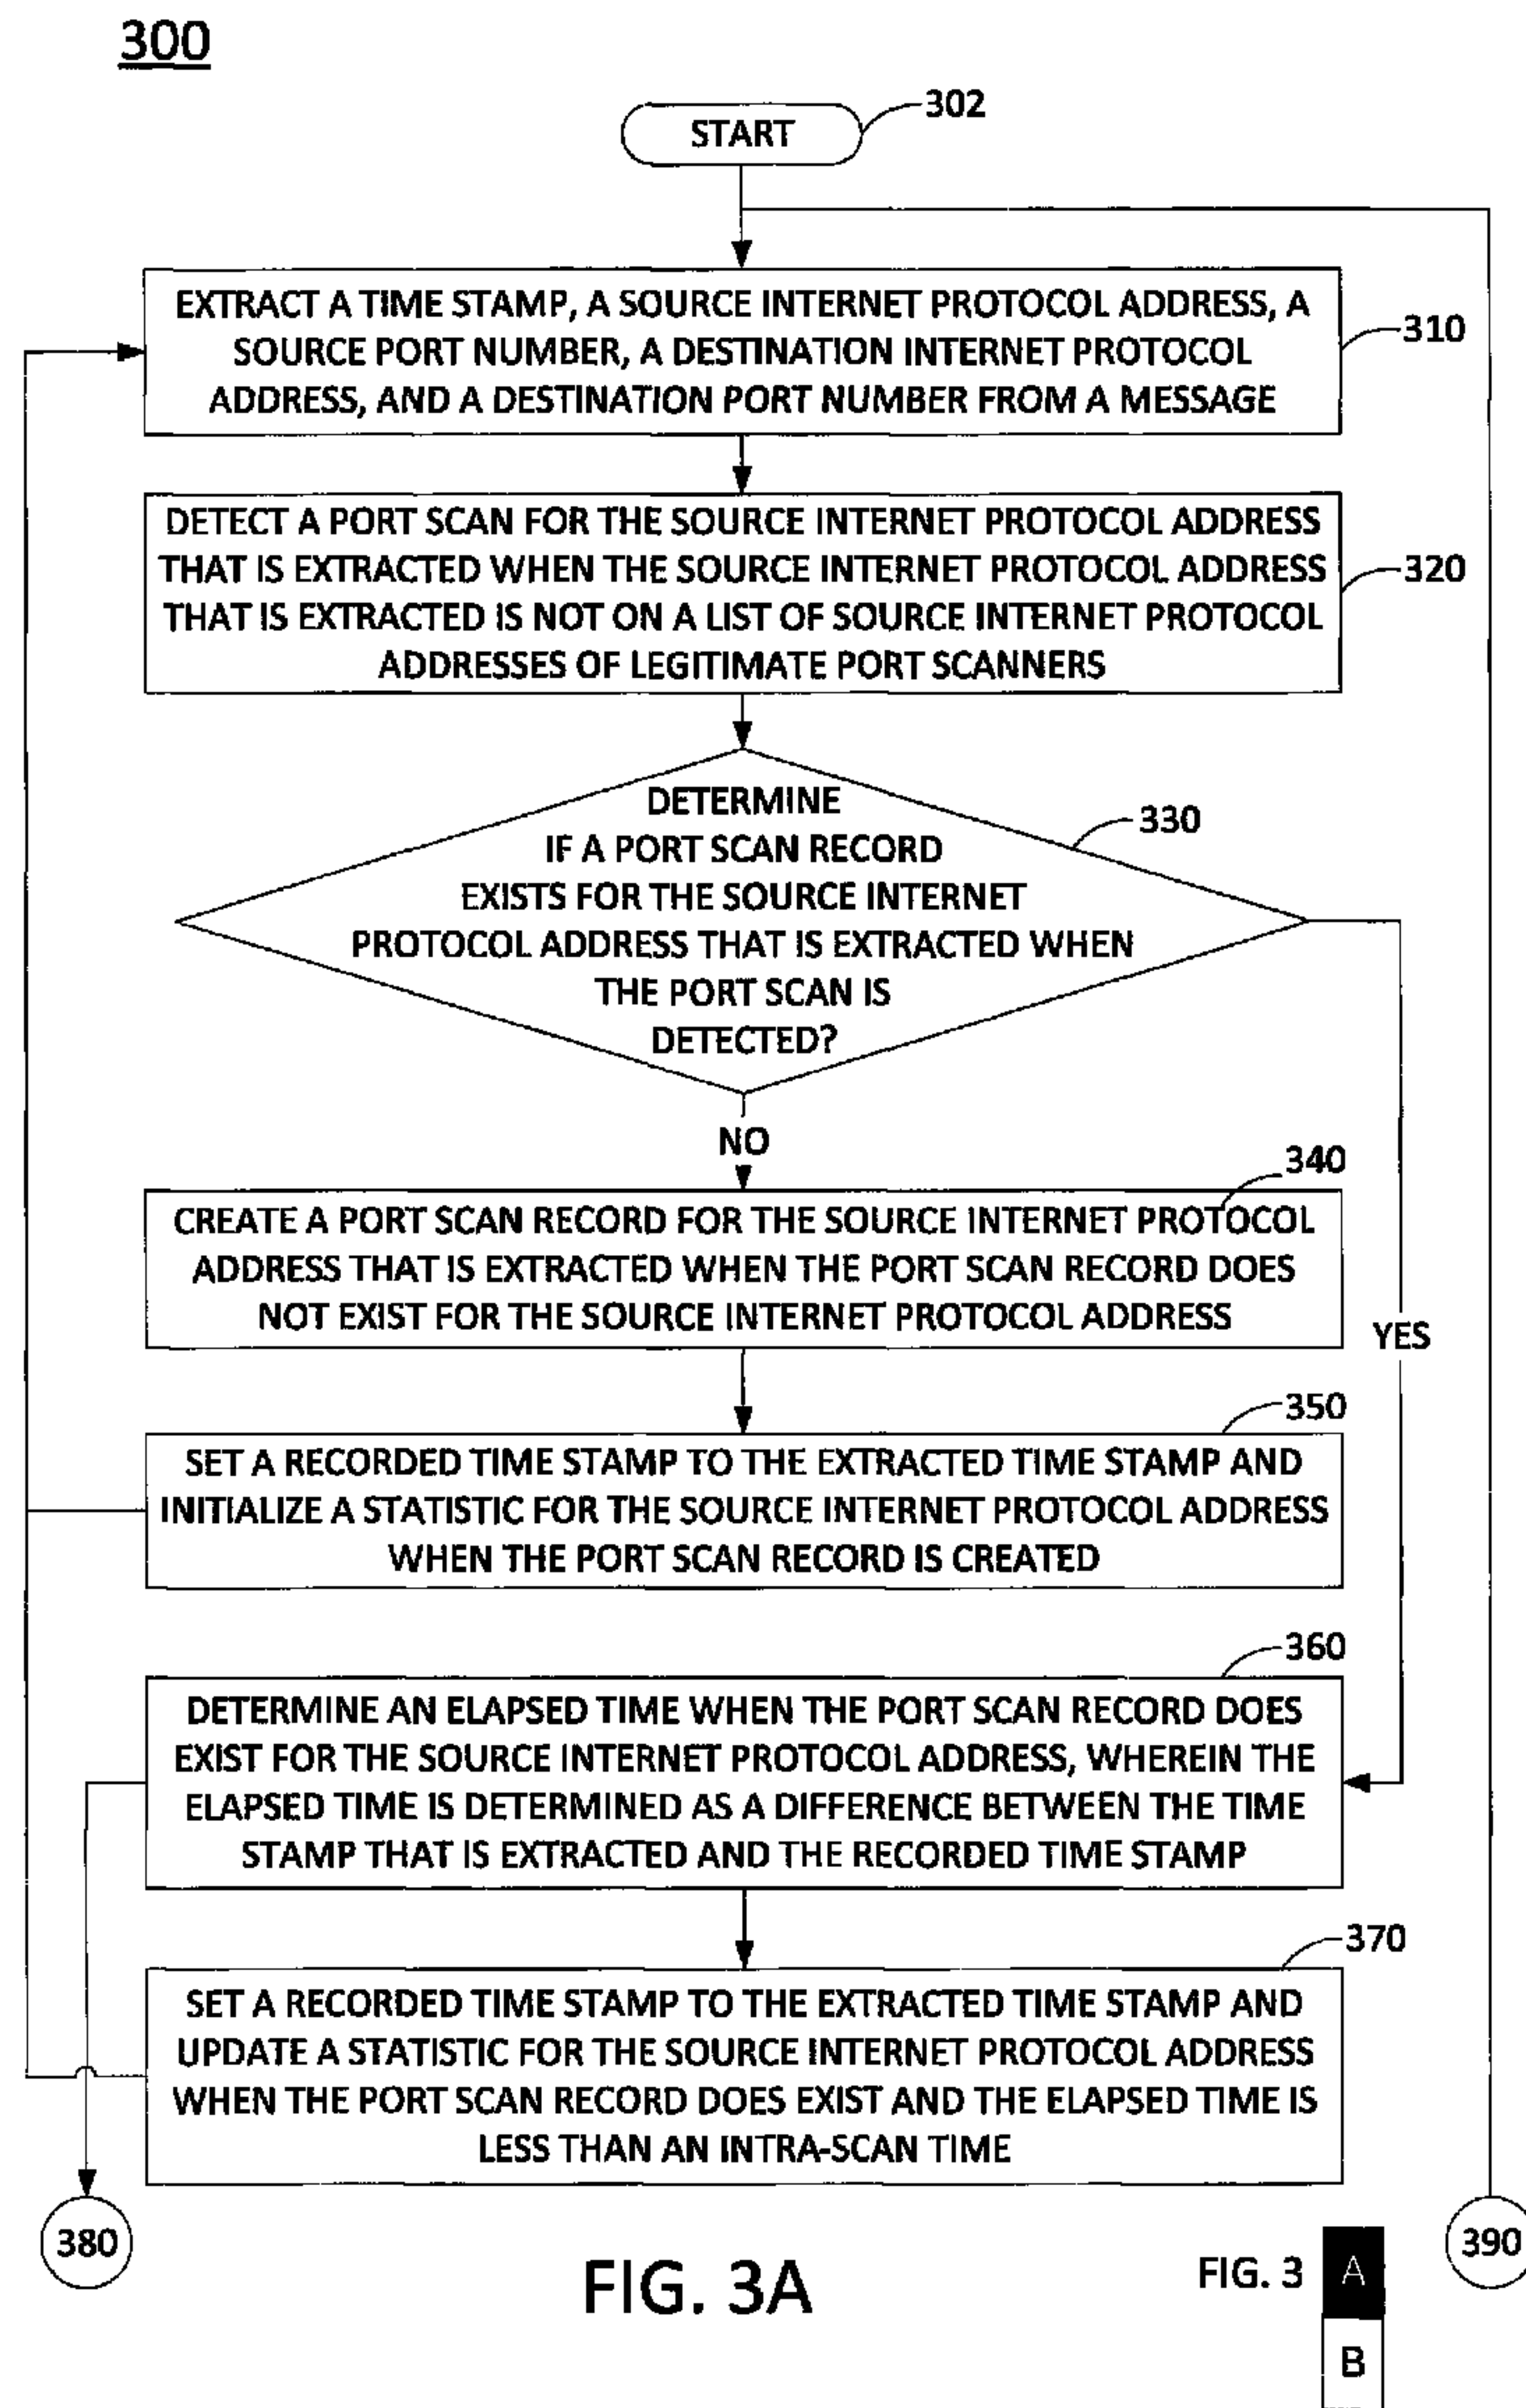 300
START
302
EXTRACT A TIME STAMP, A SOURCE INTERNET PROTOCOL ADDRESS, A
SOURCE PORT NUMBER, A DESTINATION INTERNET PROTOCOL
ADDRESS, AND A DESTINATION PORT NUMBER FROM A MESSAGE
310
DETECT A PORT SCAN FOR THE SOURCE INTERNET PROTOCOL ADDRESS
THAT IS EXTRACTED WHEN THE SOURCE INTERNET PROTOCOL ADDRESS
THAT IS EXTRACTED IS NOT ON A LIST OF SOURCE INTERNET PROTOCOL
ADDRESSES OF LEGITIMATE PORT SCANNERS
320
DETERMINE
IF A PORT SCAN RECORD
EXISTS FOR THE SOURCE INTERNET
PROTOCOL ADDRESS THAT IS EXTRACTED WHEN
THE PORT SCAN IS
DETECTED?
330
NO
340
CREATE A PORT SCAN RECORD FOR THE SOURCE INTERNET PROTOCOL
ADDRESS THAT IS EXTRACTED WHEN THE PORT SCAN RECORD DOES
NOT EXIST FOR THE SOURCE INTERNET PROTOCOL ADDRESS
YES
350
SET A RECORDED TIME STAMP TO THE EXTRACTED TIME STAMP AND
INITIALIZE A STATISTIC FOR THE SOURCE INTERNET PROTOCOL ADDRESS
WHEN THE PORT SCAN RECORD IS CREATED
360
DETERMINE AN ELAPSED TIME WHEN THE PORT SCAN RECORD DOES
EXIST FOR THE SOURCE INTERNET PROTOCOL ADDRESS, WHEREIN THE
ELAPSED TIME IS DETERMINED AS A DIFFERENCE BETWEEN THE TIME
STAMP THAT IS EXTRACTED AND THE RECORDED TIME STAMP
370
SET A RECORDED TIME STAMP TO THE EXTRACTED TIME STAMP AND
UPDATE A STATISTIC FOR THE SOURCE INTERNET PROTOCOL ADDRESS
WHEN THE PORT SCAN RECORD DOES EXIST AND THE ELAPSED TIME IS
LESS THAN AN INTRA-SCAN TIME
380
390
FIG. 3A
FIG. 3
A
B